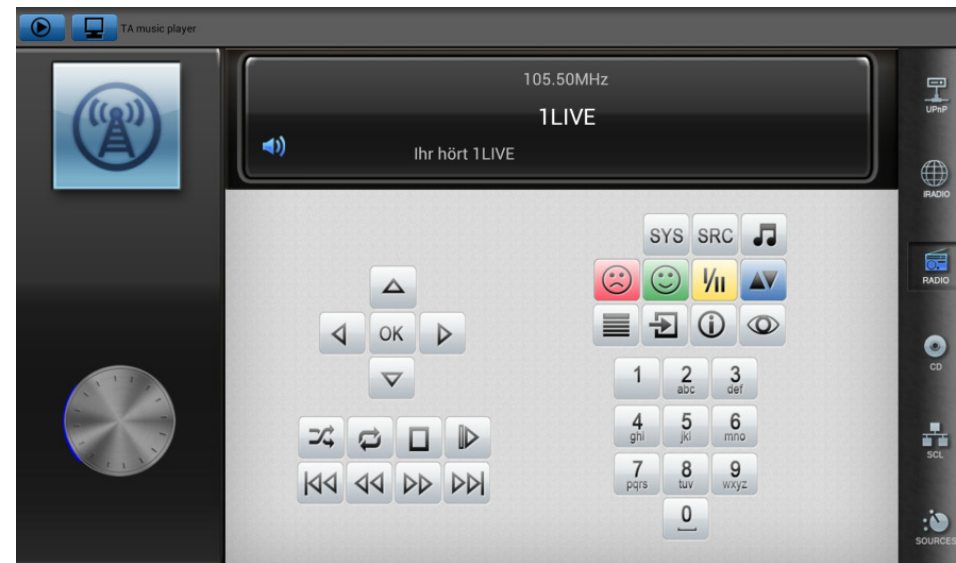 TA music player
105.50MHz
1LIVE
Ihr hört 1LIVE
UPnP
IRADIO
RADIO
CD
SCL
SOURCES
SYS SRC
I/II
OK
1 2 3
abc def
4 5 6
ghi jkl mno
7 8 9
pqrs tuv wxyz
0